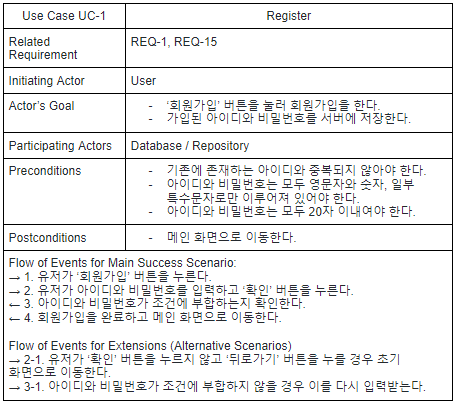 Use Case UC-1
Register
Related
Requirement
REQ-1, REQ-15
Initiating Actor
User
Actor's Goal
- '회원가입' 버튼을 눌러 회원가입을 한다.
- 가입된 아이디와 비밀번호를 서버에 저장한다.
Participating Actors
Database / Repository
Preconditions
- 기존에 존재하는 아이디와 중복되지 않아야 한다.
- 아이디와 비밀번호는 모두 영문자와 숫자, 일부
특수문자로만 이루어져 있어야 한다.
- 아이디와 비밀번호는 모두 20자 이내여야 한다.
Postconditions
- 메인 화면으로 이동한다.
Flow of Events for Main Success Scenario:
→ 1. 유저가 '회원가입' 버튼을 누른다.
→ 2. 유저가 아이디와 비밀번호를 입력하고 '확인' 버튼을 누른다.
← 3. 아이디와 비밀번호가 조건에 부합하는지 확인한다.
← 4. 회원가입을 완료하고 메인 화면으로 이동한다.
Flow of Events for Extensions (Alternative Scenarios)
→ 2-1. 유저가 '확인' 버튼을 누르지 않고 '뒤로가기' 버튼을 누를 경우 초기
화면으로 이동한다.
→ 3-1. 아이디와 비밀번호가 조건에 부합하지 않을 경우 이를 다시 입력받는다.